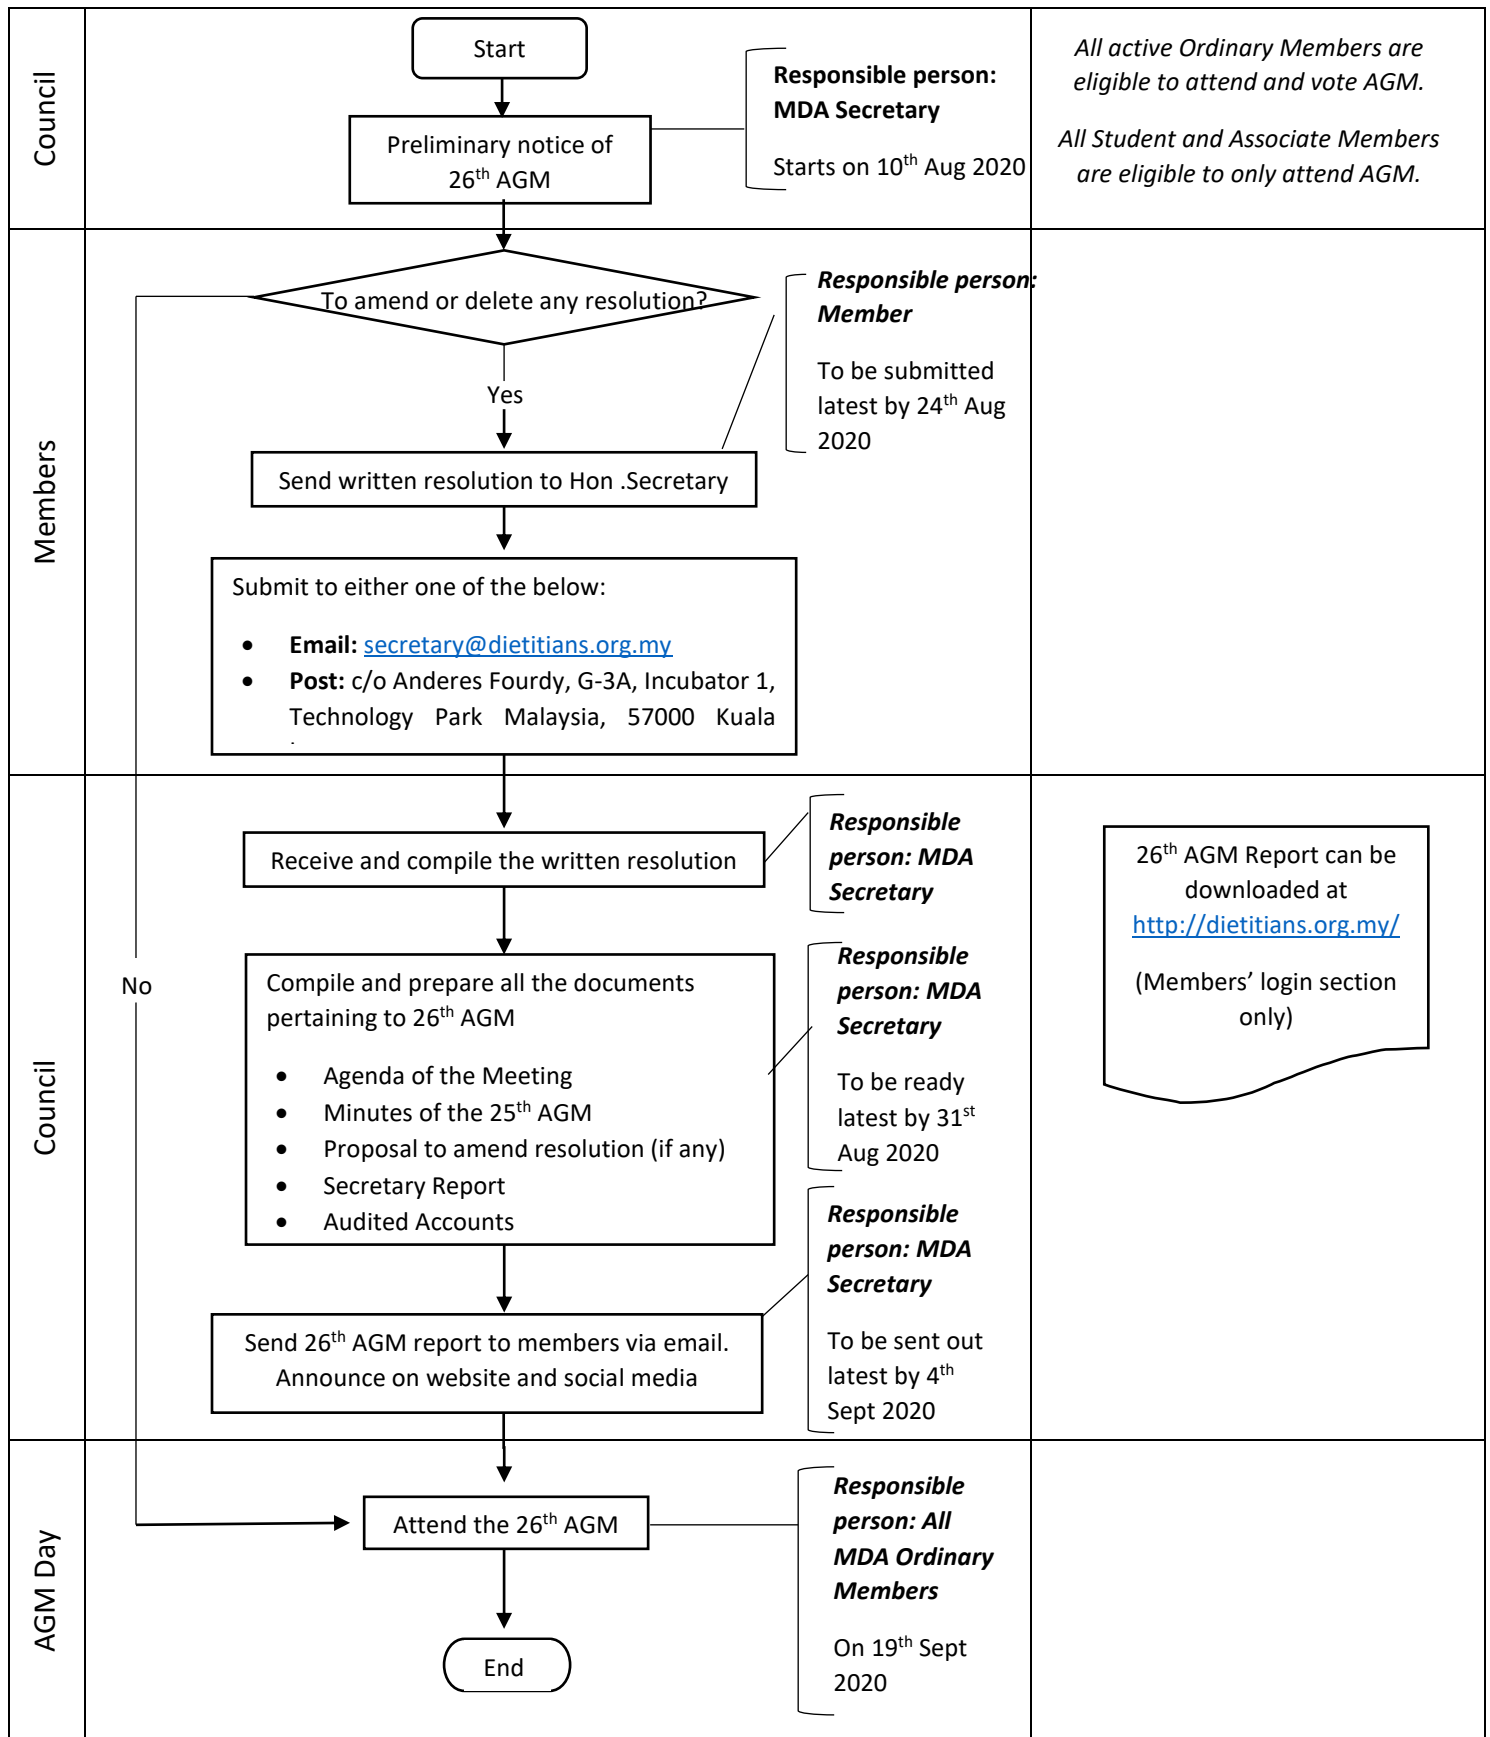 Council
Start
Preliminary notice of
26th AGM
Responsible person:
MDA Secretary
Starts on 10th Aug 2020
All active Ordinary Members are
eligible to attend and vote AGM.
All Student and Associate Members
are eligible to only attend AGM.
Members
To amend or delete any resolution?
Responsible person:
Member
To be submitted
latest by 24th Aug
2020
Yes
Send written resolution to Hon .Secretary
Submit to either one of the below:
• Email: secretary@dietitians.org.my
• Post: c/o Anderes Fourdy, G-3A, Incubator 1,
Technology Park Malaysia, 57000 Kuala
Council
Receive and compile the written resolution
Responsible
person: MDA
Secretary
26th AGM Report can be
downloaded at
http://dietitians.org.my/
(Members' login section
only)
No
Compile and prepare all the documents
pertaining to 26th AGM
• Agenda of the Meeting
• Minutes of the 25th AGM
• Proposal to amend resolution (if any)
• Secretary Report
• Audited Accounts
Responsible
person: MDA
Secretary
To be ready
latest by 31st
Aug 2020
Send 26th AGM report to members via email.
Announce on website and social media
Responsible
person: MDA
Secretary
To be sent out
latest by 4th
Sept 2020
AGM Day
Attend the 26th AGM
Responsible
person: All
MDA Ordinary
Members
On 19th Sept
2020
End